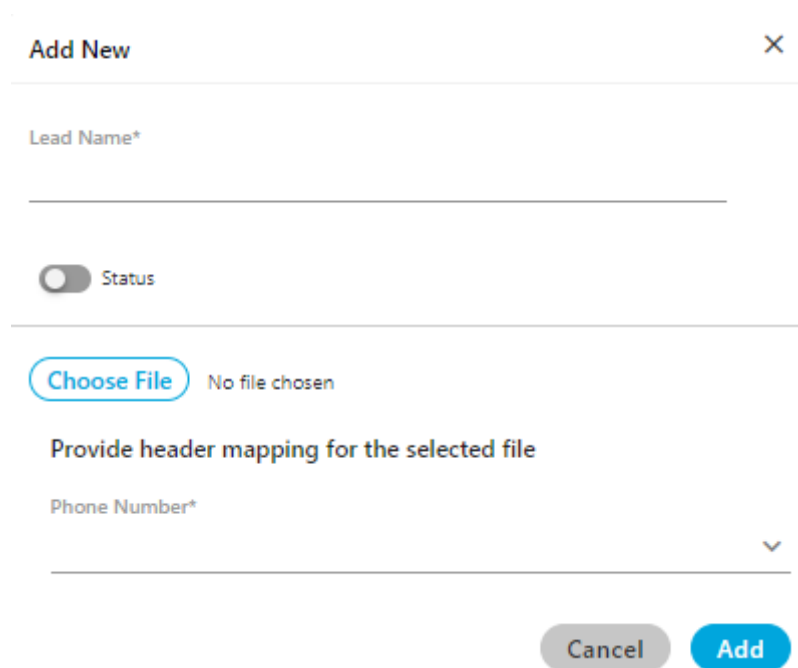 Add New
Lead Name*
Status
Choose File No file chosen
Provide header mapping for the selected file
Phone Number*
Cancel Add